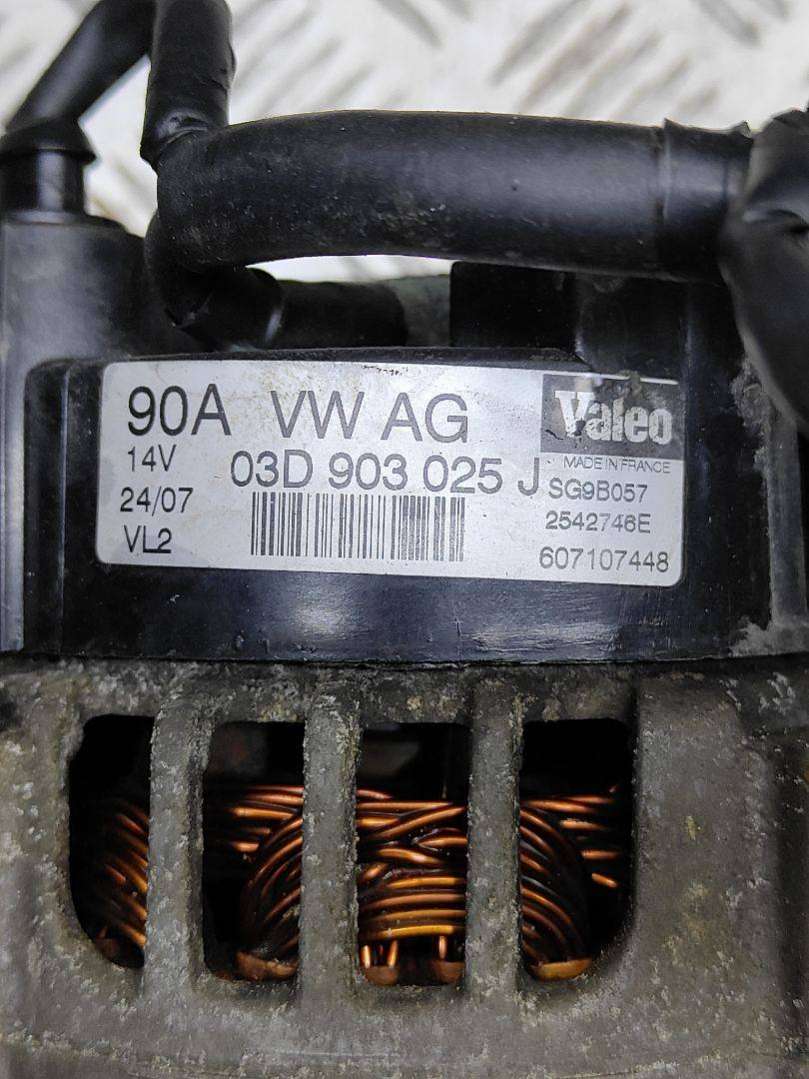 90A VW AG
14V
03D 903 025 J
24/07
VL2
Valeo
MADE IN FRANCE
SG9B057
2542746E
607107448